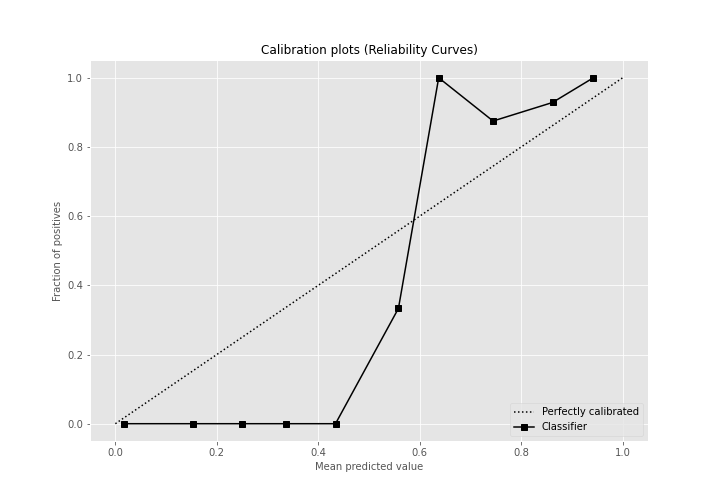 Calibration plots (Reliability Curves)
1.0
0.8
0.6
0.4
0.2
0.0
Fraction of positives
0.0 0.2 0.4 0.6 0.8 1.0
Mean predicted value
Perfectly calibrated
Classifier